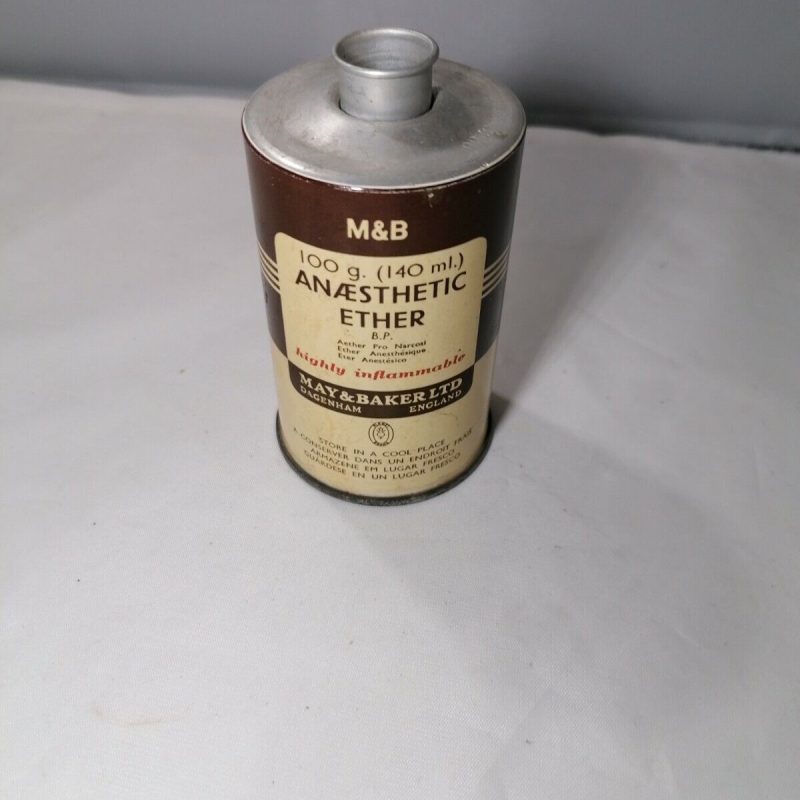 M&B
100 g. (140 ml.)
ANÆSTHETIC
ETHER
B.P.
Aether Pro Narcosi
Ether Anesthésique
Eter Anestésico
highly inflammable
MAY & BAKER LTD
DAGENHAM ENGLAND
STORE IN A COOL PLACE
A CONSERVER DANS UN ENDROIT FRAIS
ARMAZENE EM LUGAR FRESCO
GUARDESE EN UN LUGAR FRESCO